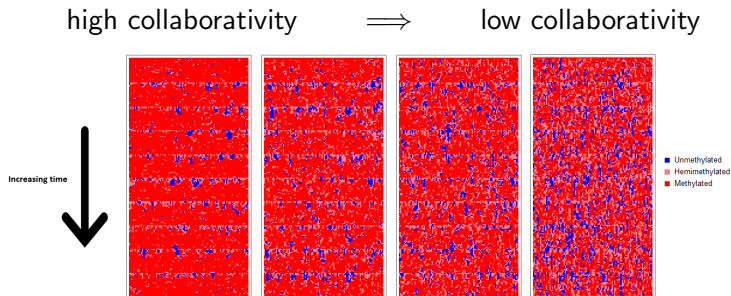 high collaborativity ⟹ low collaborativity
Increasing time
Unmethylated
Hemimethylated
Methylated